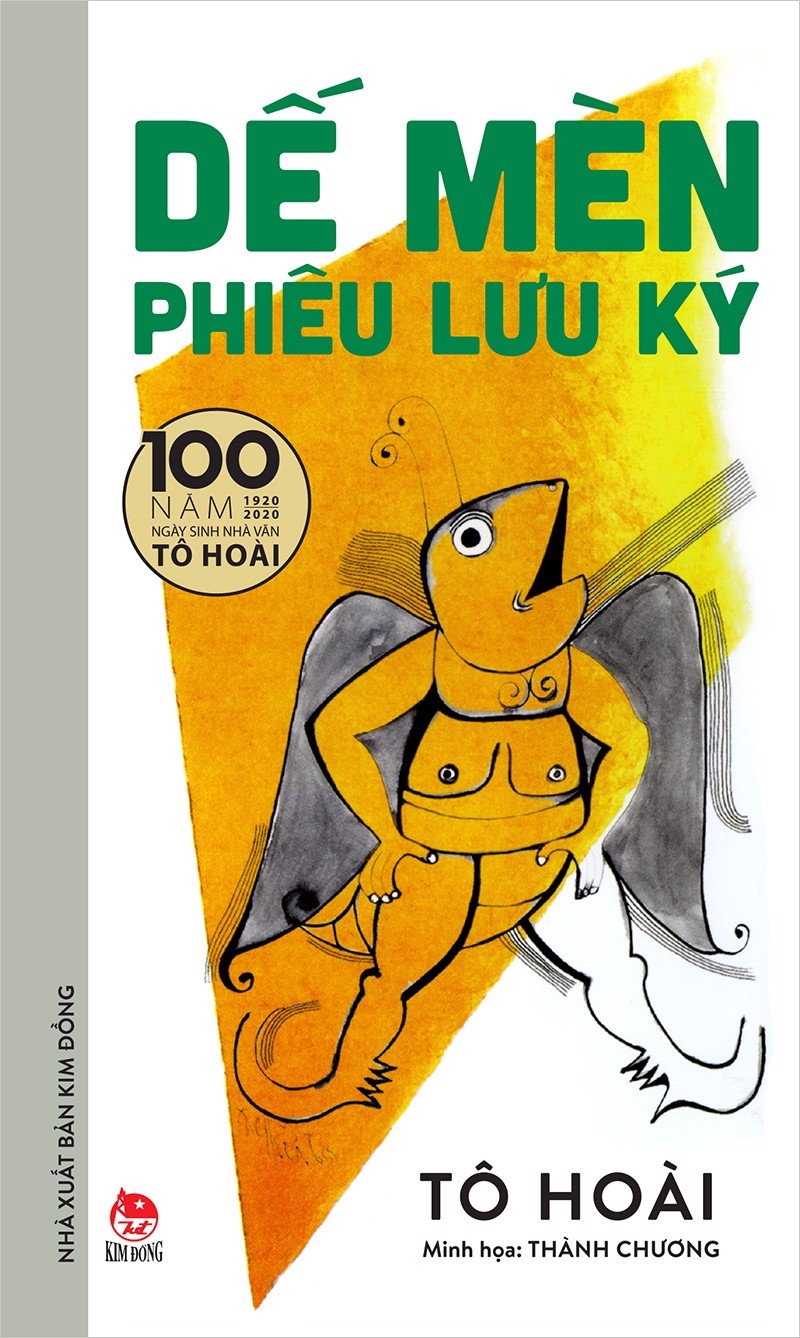 DẾ MÈN
PHIÊU LƯU KÝ
100
NĂM 1920 2020
NGÀY SINH NHÀ VĂN
TÔ HOÀI
NHÀ XUẤT BẢN KIM ĐỒNG
kđ
KIM ĐỒNG
TÔ HOÀI
Minh họa: THÀNH CHƯƠNG